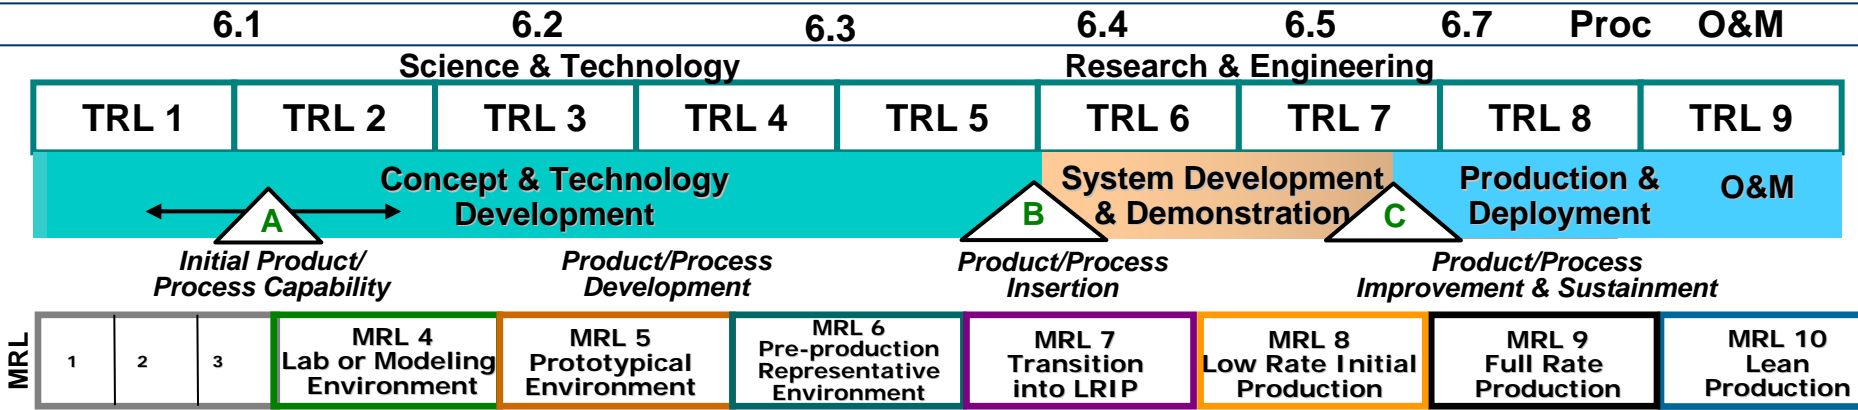 6.1 6.2 6.3 6.4 6.5 6.7 Proc O&M
Science & Technology Research & Engineering
TRL 1 TRL 2 TRL 3 TRL 4 TRL 5 TRL 6 TRL 7 TRL 8 TRL 9
Concept & Technology
Development
System Development
& Demonstration
Production &
Deployment
O&M
A
B
C
Initial Product/
Process Capability
Product/Process
Development
Product/Process
Insertion
Product/Process
Improvement & Sustainment
MRL
1 2 3
MRL 4
Lab or Modeling
Environment
MRL 5
Prototypical
Environment
MRL 6
Pre-production
Representative
Environment
MRL 7
Transition
into LRIP
MRL 8
Low Rate Initial
Production
MRL 9
Full Rate
Production
MRL 10
Lean
Production